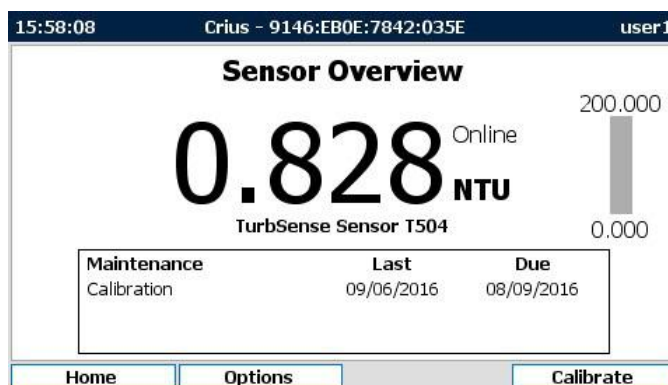 15:58:08 Crius - 9146:EB0E:7842:035E user1
Sensor Overview
200.000
0.828 Online
NTU
TurbSense Sensor T504
0.000
Maintenance Last Due
Calibration 09/06/2016 08/09/2016
Home Options Calibrate